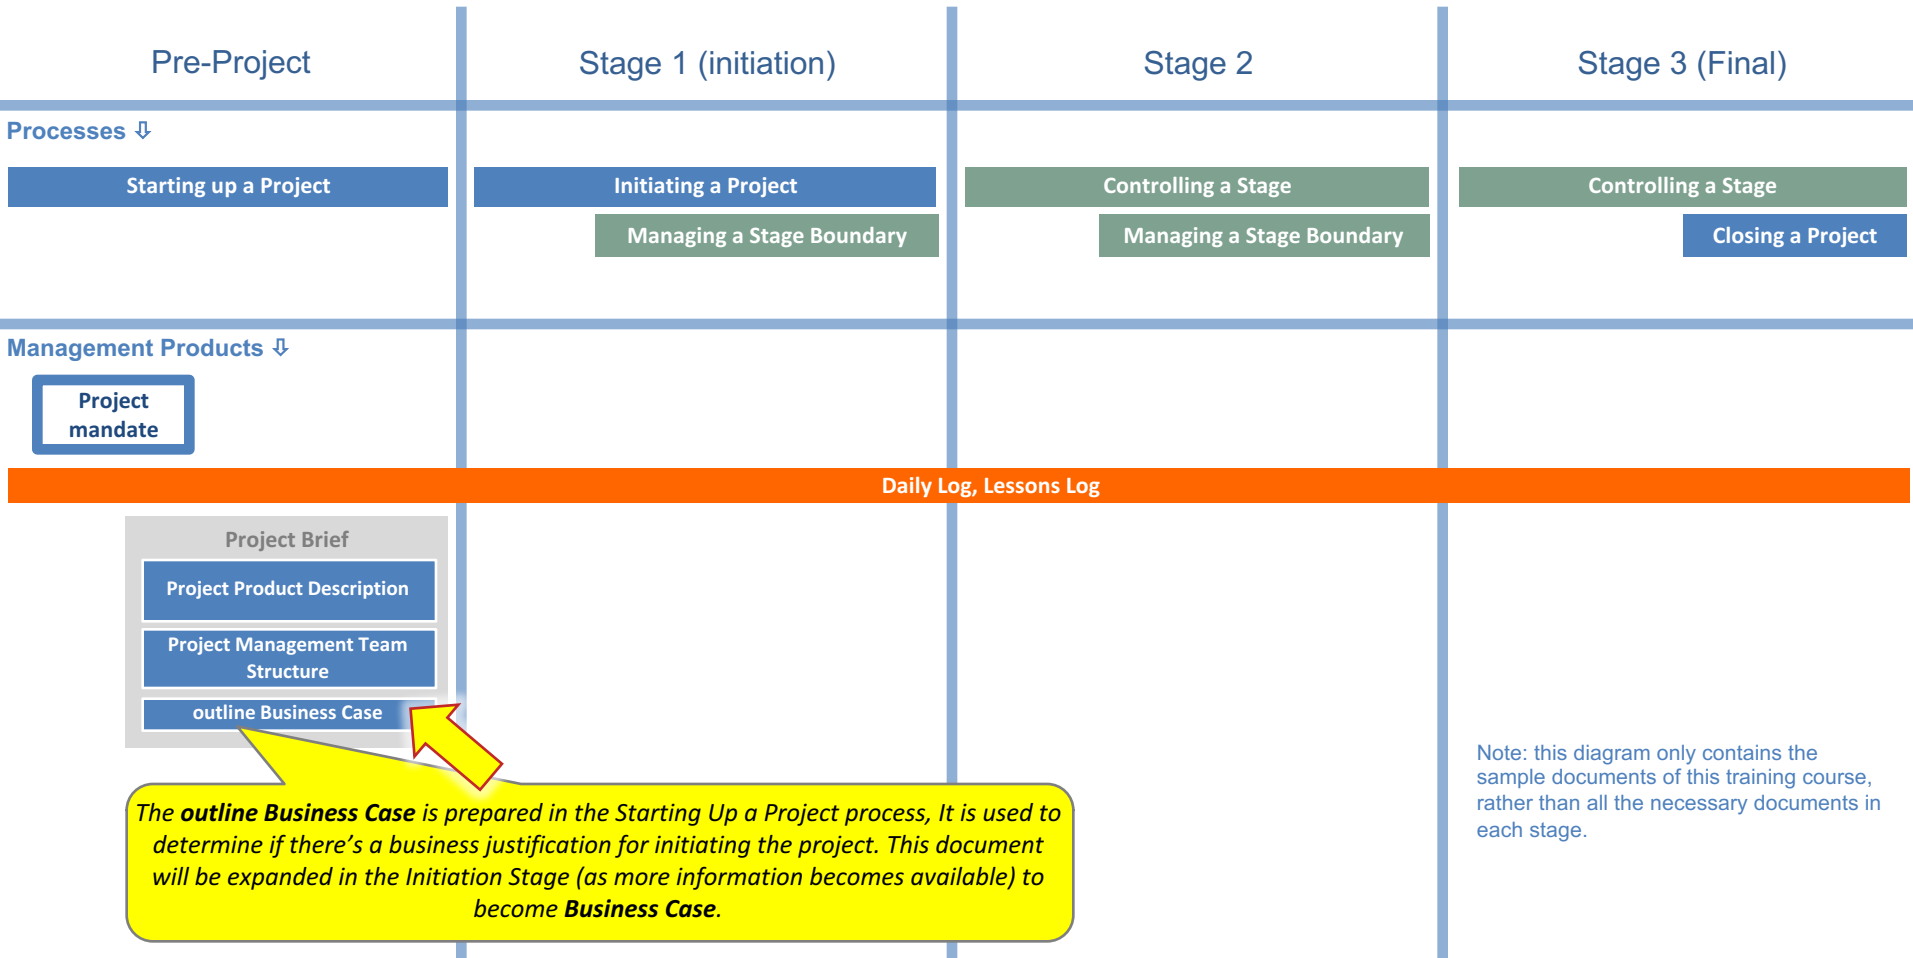 Pre-Project
Stage 1 (initiation)
Stage 2
Stage 3 (Final)
Processes ⇩
Starting up a Project
Initiating a Project
Controlling a Stage
Controlling a Stage
Managing a Stage Boundary
Managing a Stage Boundary
Closing a Project
Management Products ⇩
Project
mandate
Daily Log, Lessons Log
Project Brief
Project Product Description
Project Management Team
Structure
outline Business Case
The outline Business Case is prepared in the Starting Up a Project process, It is used to
determine if there’s a business justification for initiating the project. This document
will be expanded in the Initiation Stage (as more information becomes available) to
become Business Case.
Note: this diagram only contains the
sample documents of this training course,
rather than all the necessary documents in
each stage.